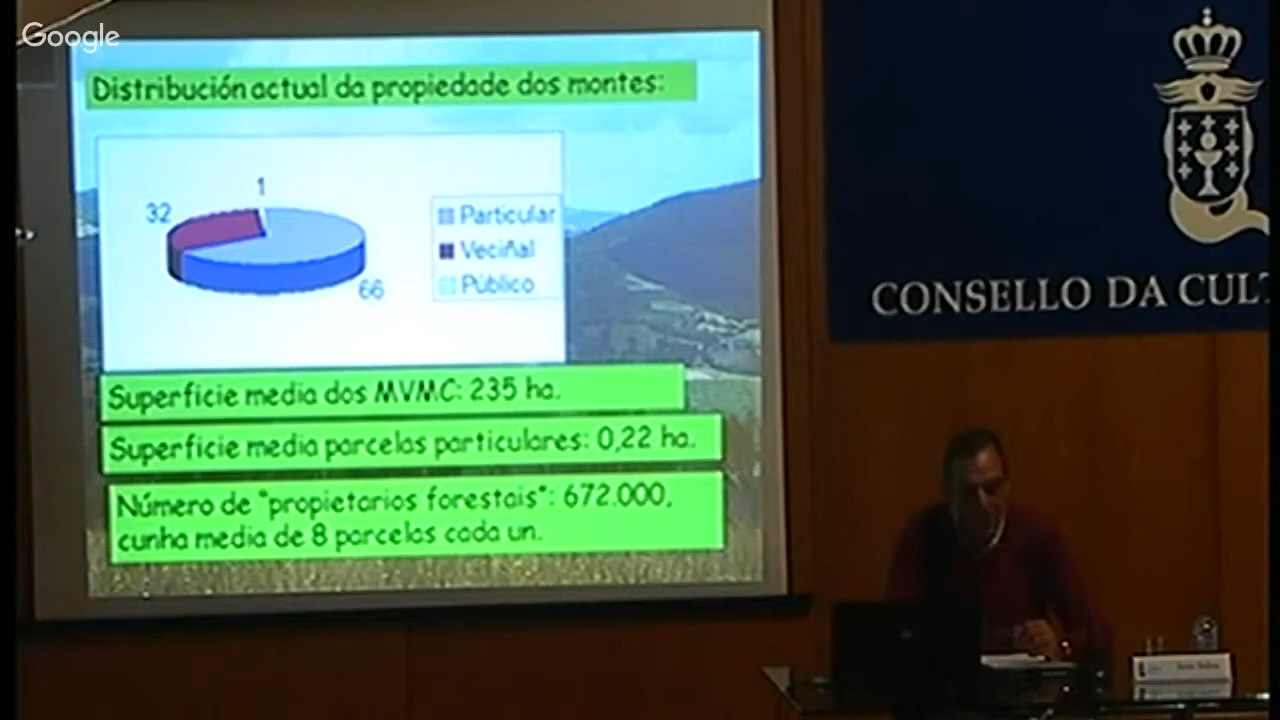 Google
Distribución actual da propiedade dos montes:
1
32
66
Particular
Veciñal
Público
Superficie media dos MVMC: 235 ha.
Superficie media parcelas particulares: 0,22 ha.
Número de "propietarios forestais": 672.000,
cunha media de 8 parcelas cada un.
CONSELLO DA CULT